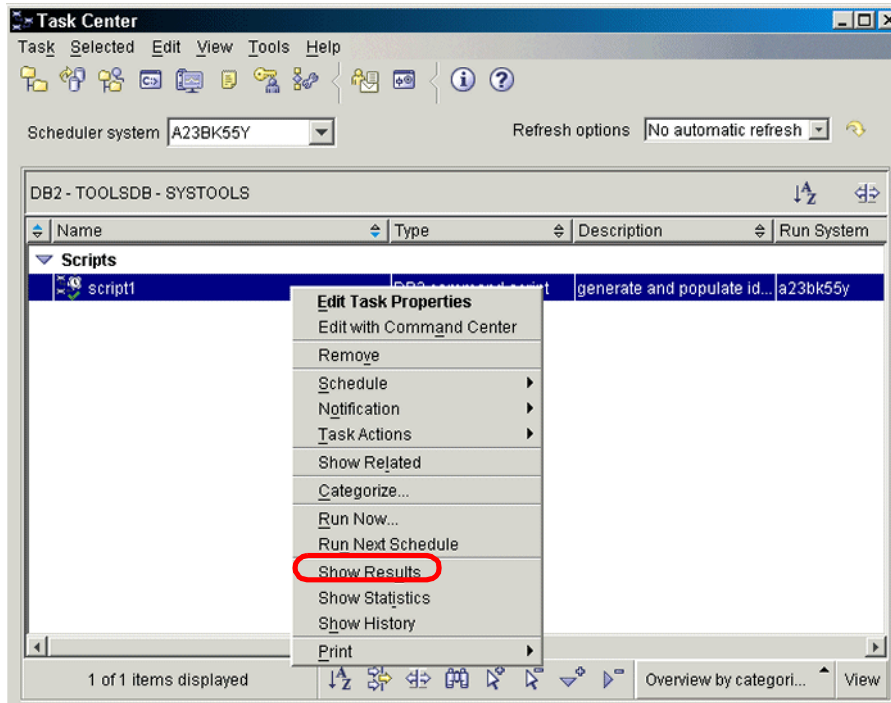 Task Center
Task Selected Edit View Tools Help
Scheduler system A23BK55Y Refresh options No automatic refresh
DB2 - TOOLSDB - SYSTOOLS
Name Type Description Run System
Scripts
script1 DB2 command script generate and populate id... a23bk55y
Edit Task Properties
Edit with Command Center
Remove
Schedule
Notification
Task Actions
Show Related
Categorize...
Run Now...
Run Next Schedule
Show Results
Show Statistics
Show History
Print
1 of 1 items displayed Overview by categori... View